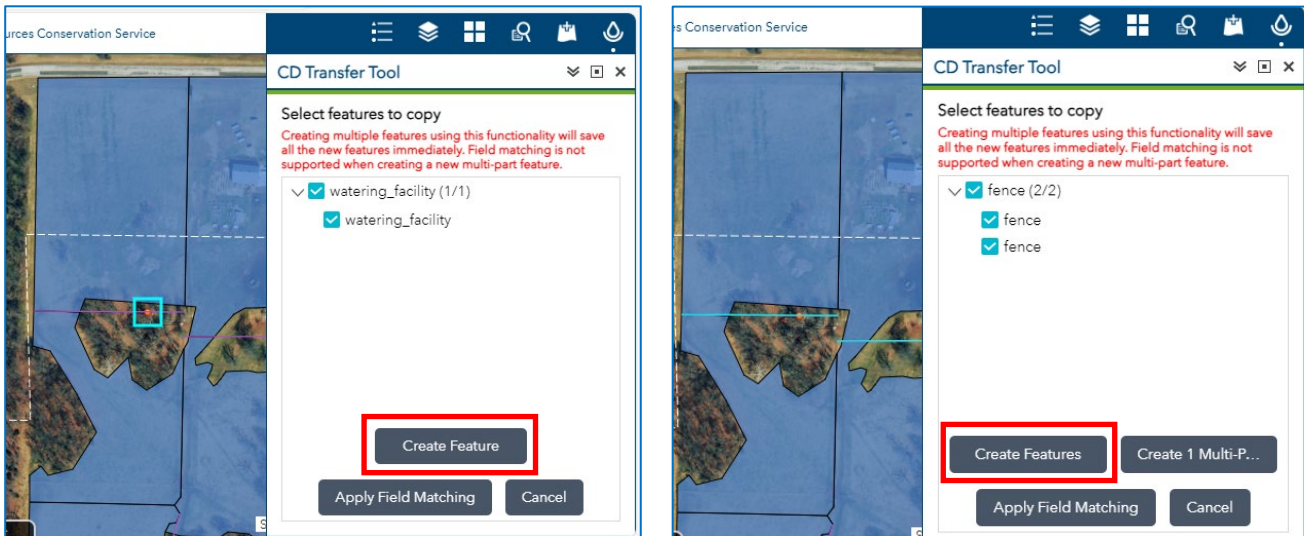 urces Conservation Service
CD Transfer Tool
Select features to copy
Creating multiple features using this functionality will save
all the new features immediately. Field matching is not
supported when creating a new multi-part feature.
watering_facility (1/1)
watering_facility
Create Feature
Apply Field Matching
Cancel
S
es Conservation Service
CD Transfer Tool
Select features to copy
Creating multiple features using this functionality will save
all the new features immediately. Field matching is not
supported when creating a new multi-part feature.
fence (2/2)
fence
fence
Create Features
Create 1 Multi-P...
Apply Field Matching
Cancel